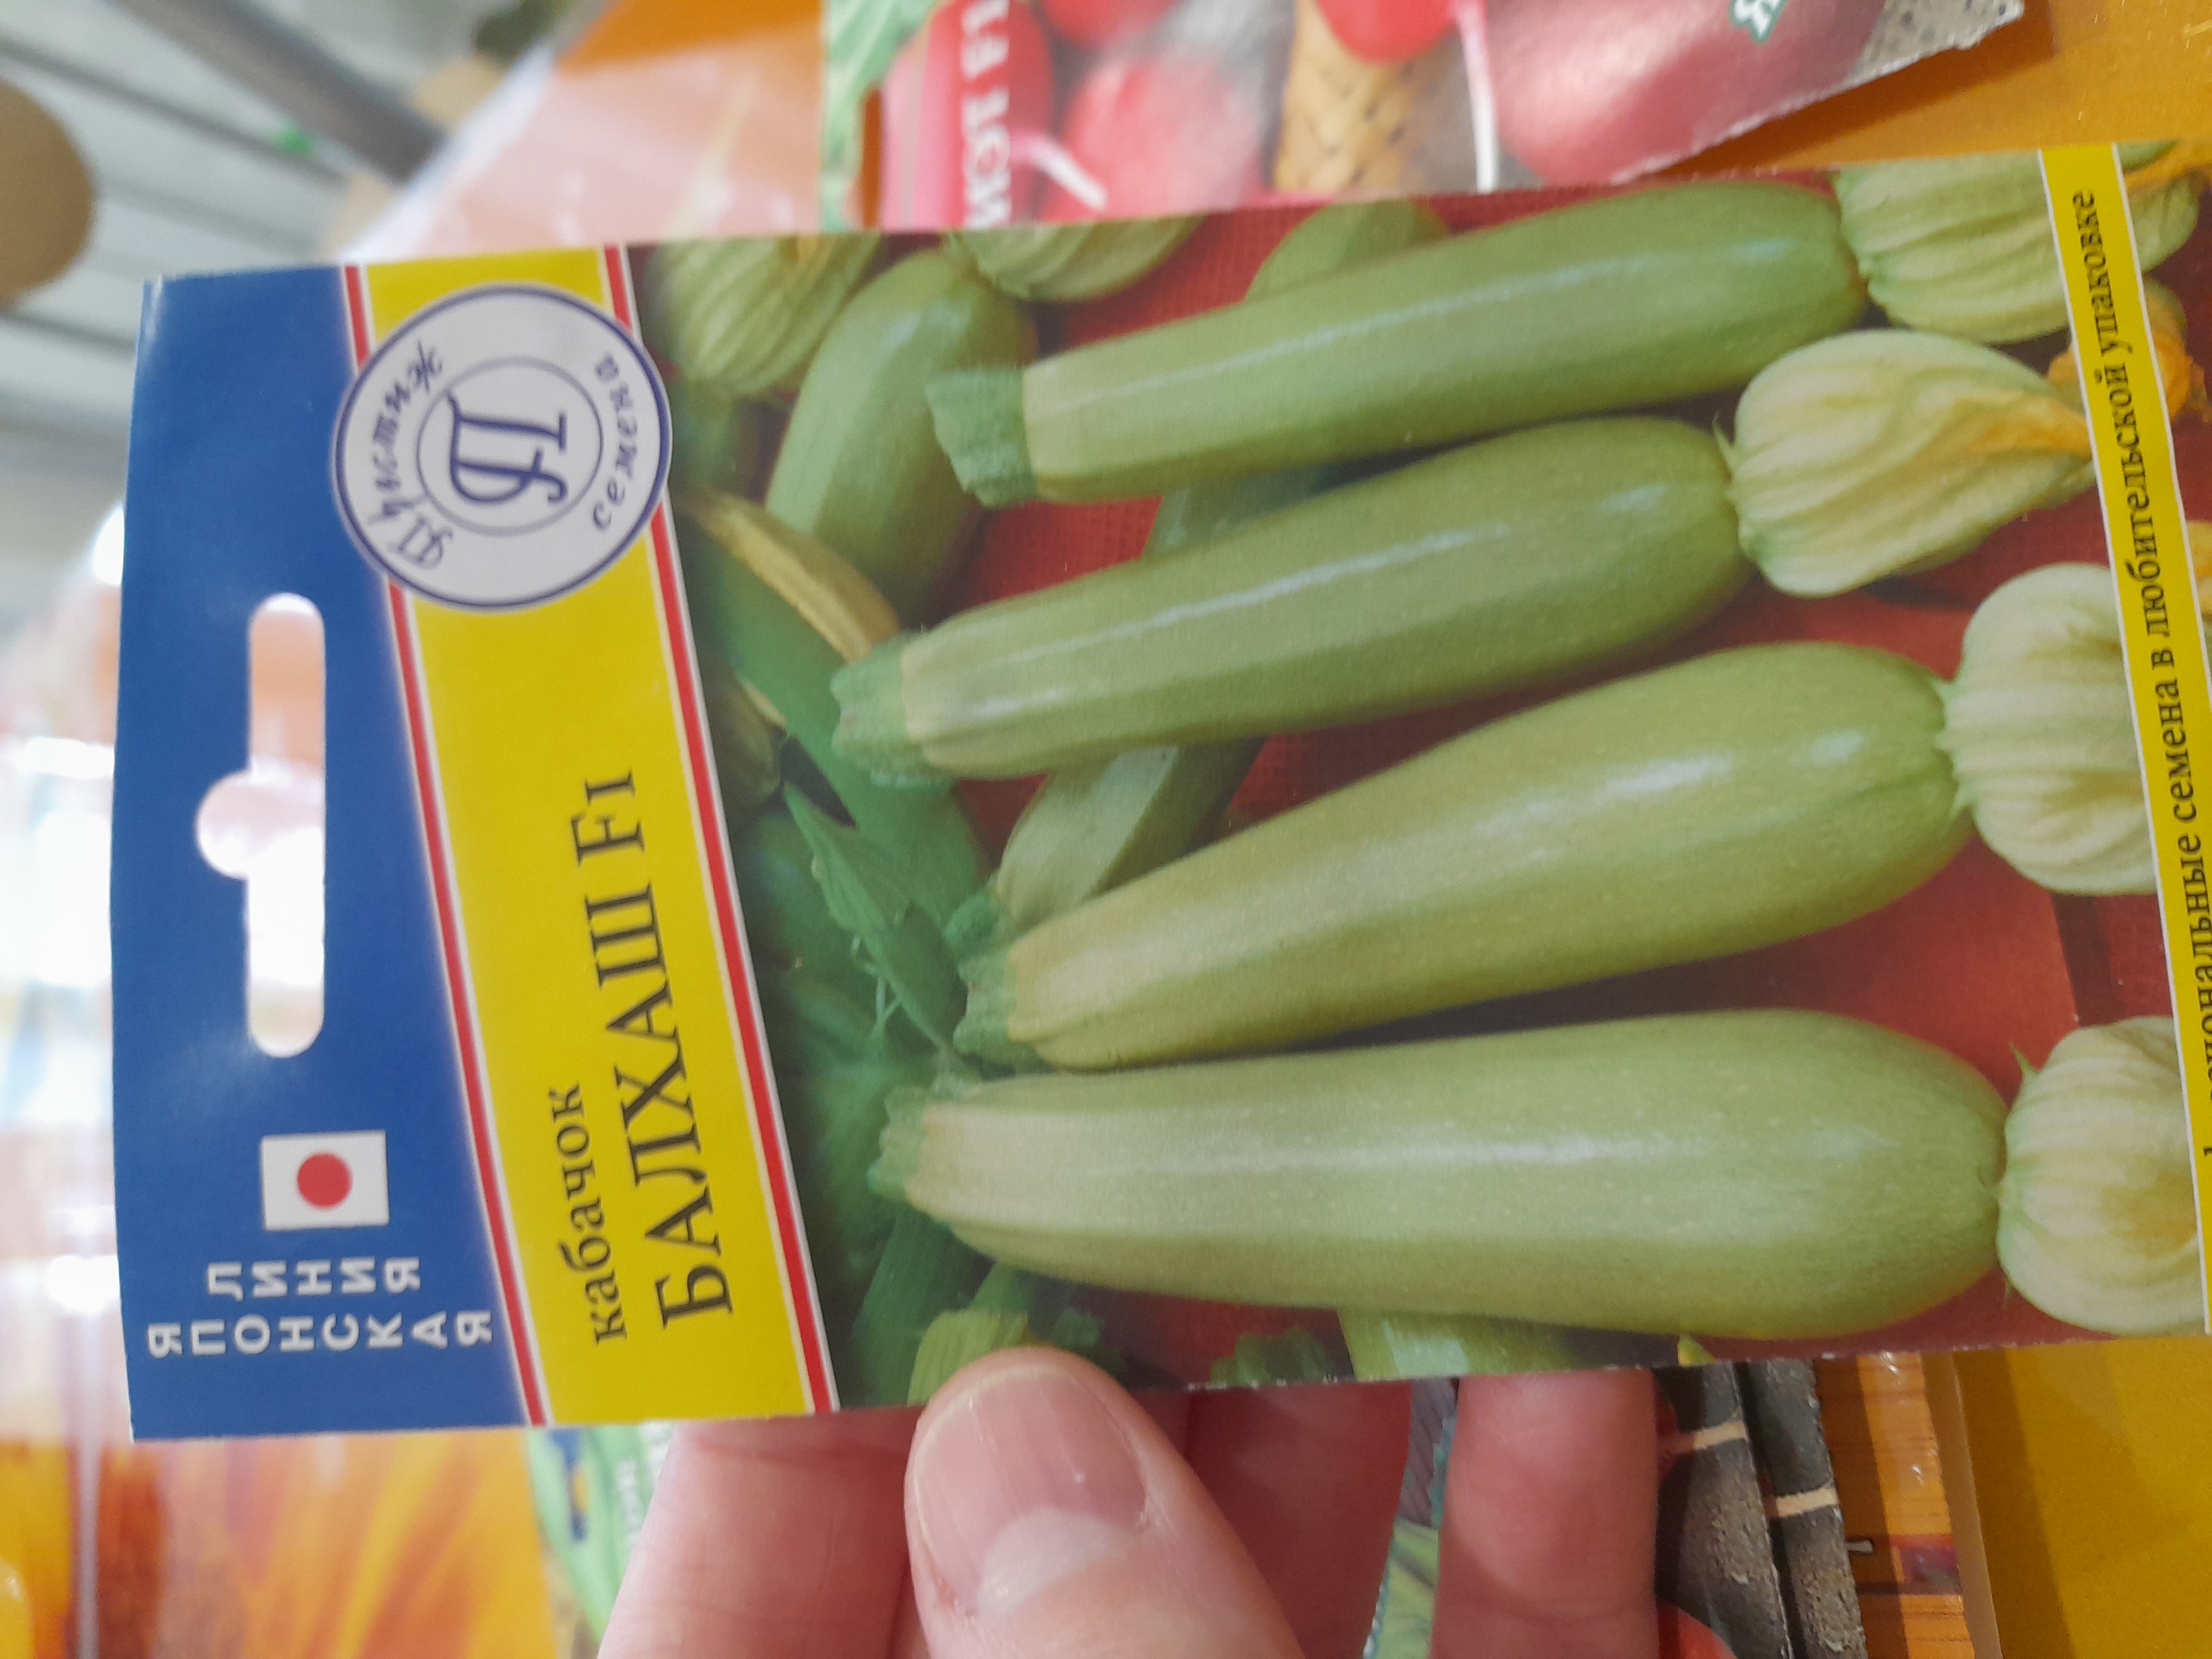 ЯПОНСКАЯ
ЛИНИЯ
Престиж
семена
кабачок
БАЛХАШ F1
семена в любительской упаковке